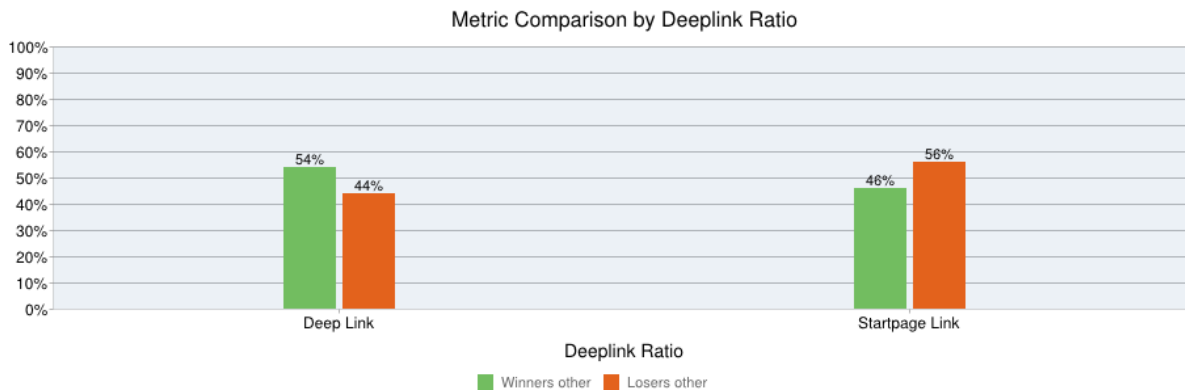 Metric Comparison by Deeplink Ratio
100%
90%
80%
70%
60%
50%
40%
30%
20%
10%
0%
54%
44%
46%
56%
Deep Link
Startpage Link
Deeplink Ratio
Winners other
Losers other